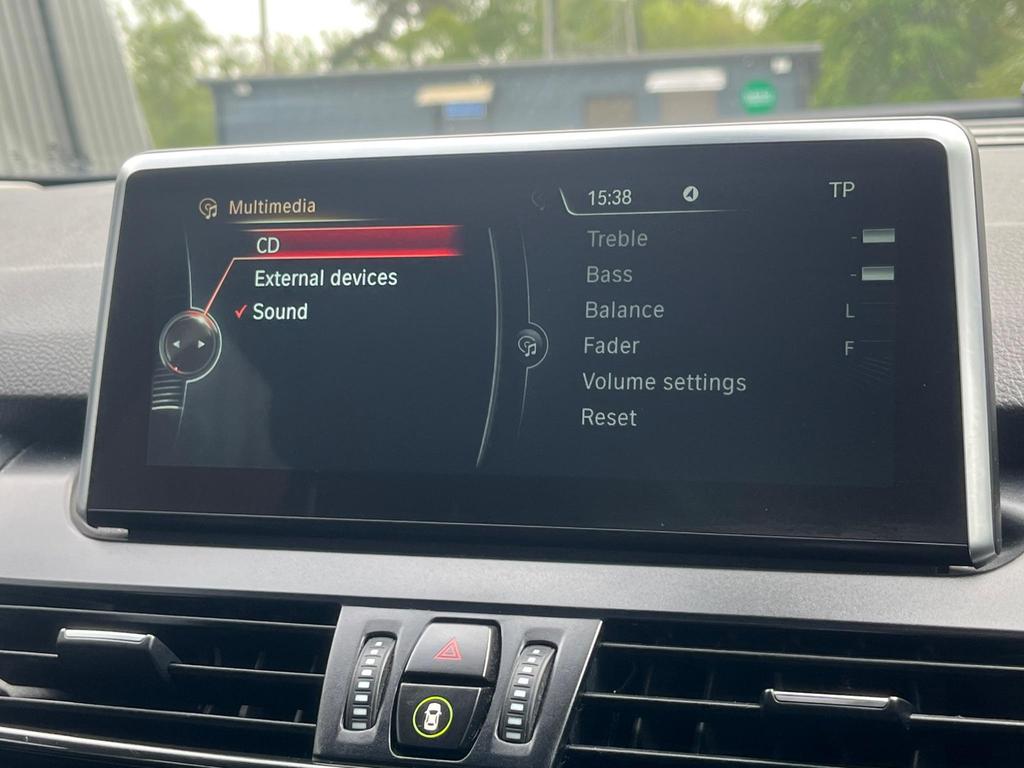 Multimedia
CD
External devices
Sound
15:38
TP
Treble
Bass
Balance L
Fader F
Volume settings
Reset